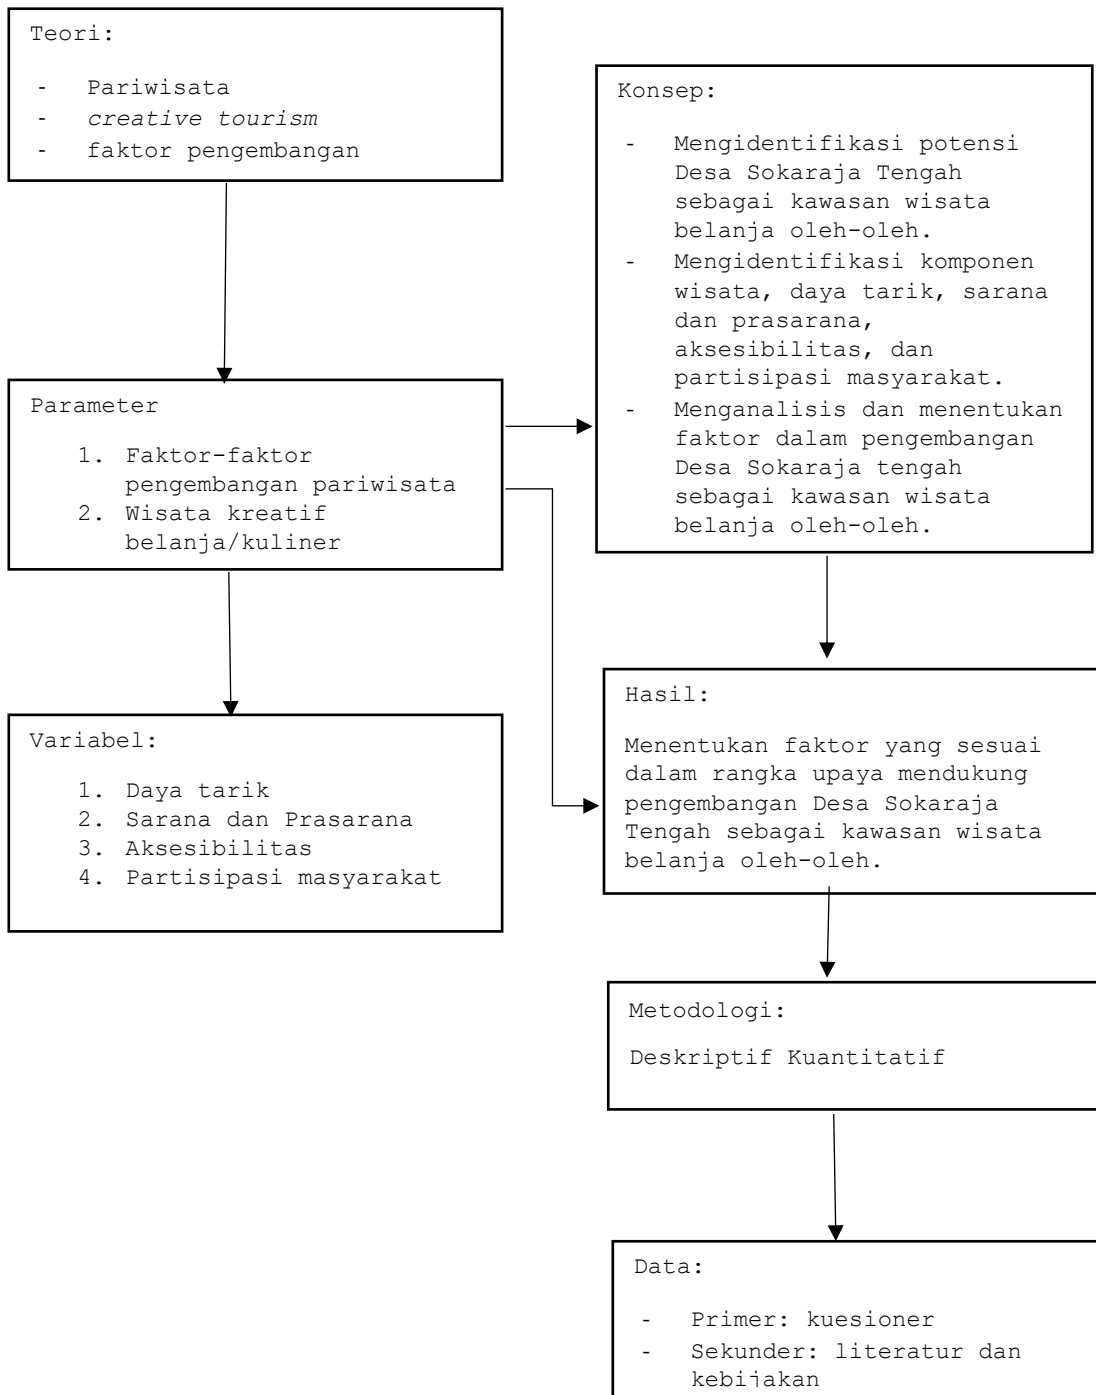 Teori:
- Pariwisata
- creative tourism
- faktor pengembangan
Parameter
1. Faktor-faktor
pengembangan pariwisata
2. Wisata kreatif
belanja/kuliner
Variabel:
1. Daya tarik
2. Sarana dan Prasarana
3. Aksesibilitas
4. Partisipasi masyarakat
Konsep:
- Mengidentifikasi potensi
Desa Sokaraja Tengah
sebagai kawasan wisata
belanja oleh-oleh.
- Mengidentifikasi komponen
wisata, daya tarik, sarana
dan prasarana,
aksesibilitas, dan
partisipasi masyarakat.
- Menganalisis dan menentukan
faktor dalam pengembangan
Desa Sokaraja tengah
sebagai kawasan wisata
belanja oleh-oleh.
Hasil:
Menentukan faktor yang sesuai
dalam rangka upaya mendukung
pengembangan Desa Sokaraja
Tengah sebagai kawasan wisata
belanja oleh-oleh.
Metodologi:
Deskriptif Kuantitatif
Data:
- Primer: kuesioner
- Sekunder: literatur dan
kebijakan